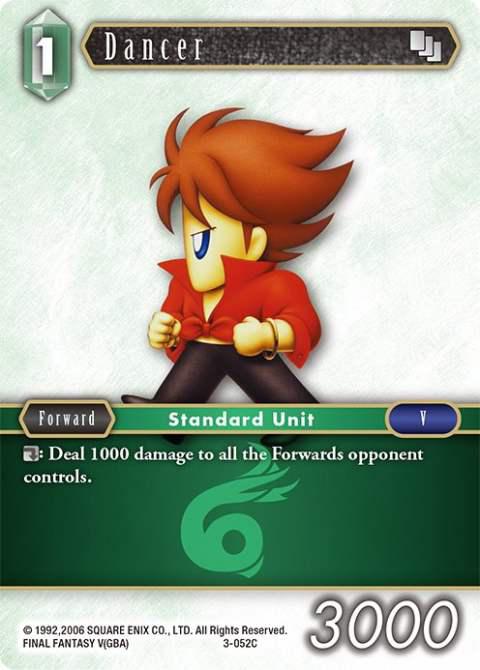 1
Dancer
Forward
Standard Unit
V
: Deal 1000 damage to all the Forwards opponent
controls.
© 1992,2006 SQUARE ENIX CO., LTD. All Rights Reserved.
FINAL FANTASY V(GBA)
3-052C
3000